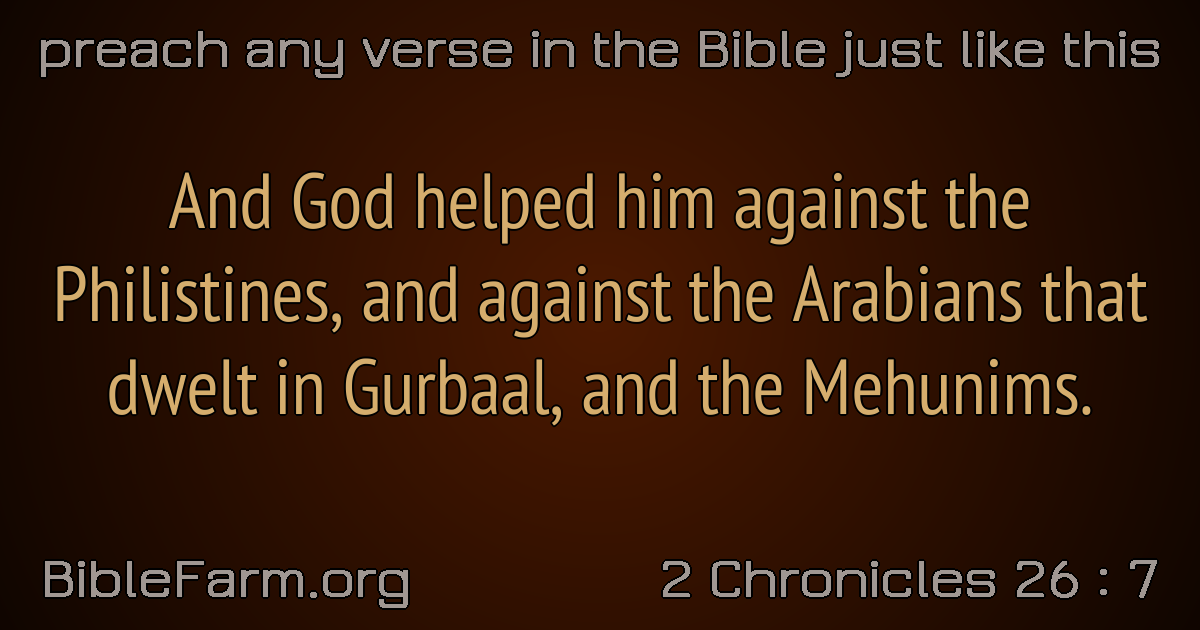 preach any verse in the Bible just like this
And God helped him against the
Philistines, and against the Arabians that
dwelt in Gurbaal, and the Mehunims.
BibleFarm.org
2 Chronicles 26 : 7